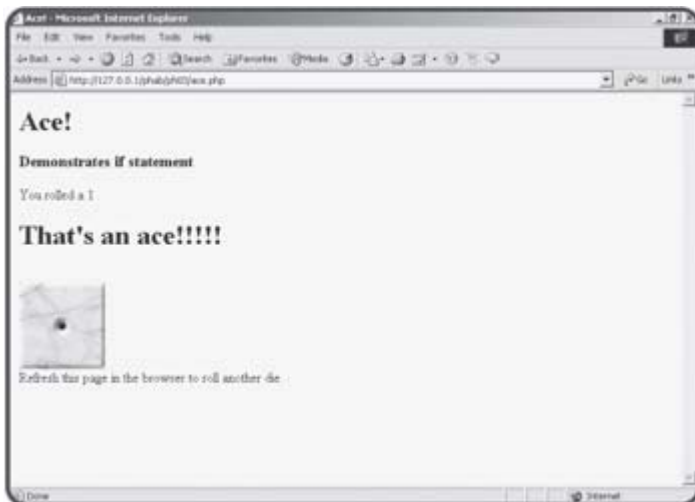 Ace! - Microsoft Internet Explorer
File Edit View Favorites Tools Help
Back Search Favorites Media
Address http://127.0.0.1/phab/ph03/ace.php Go Links »
Ace!
Demonstrates if statement
You rolled a 1
That's an ace!!!!!
Refresh this page in the browser to roll another die.
Done Internet